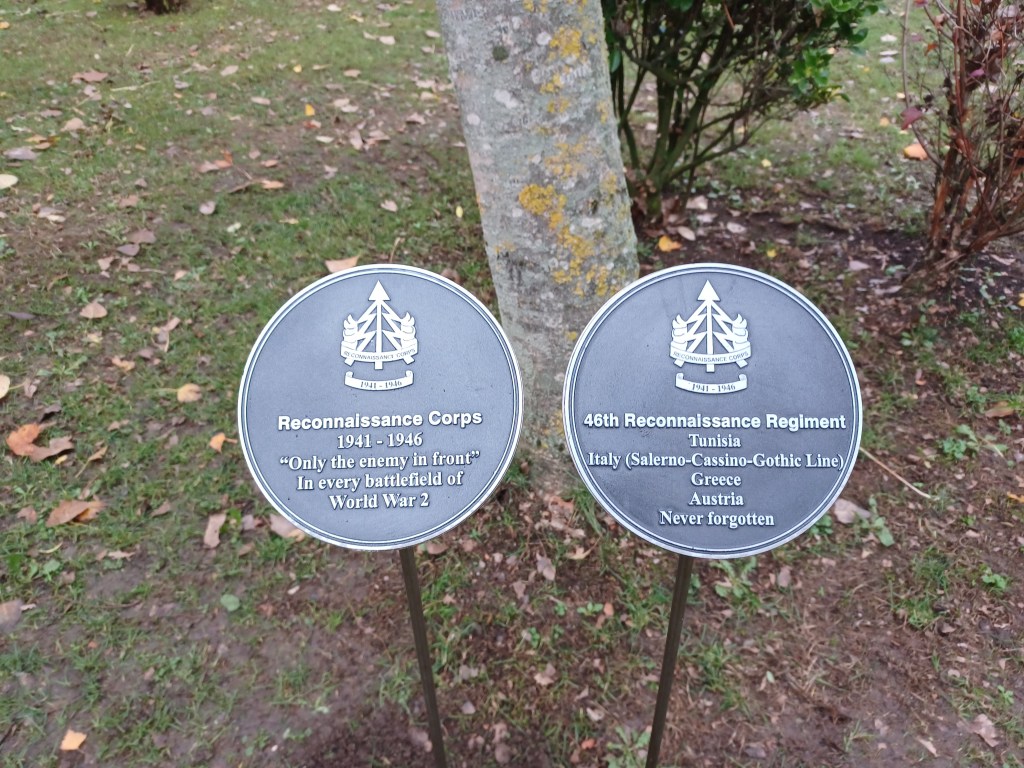 RECONNAISSANCE CORPS
1941 - 1946
Reconnaissance Corps
1941 - 1946
“Only the enemy in front”
In every battlefield of
World War 2
RECONNAISSANCE CORPS
1941 - 1946
46th Reconnaissance Regiment
Tunisia
Italy (Salerno-Cassino-Gothic Line)
Greece
Austria
Never forgotten